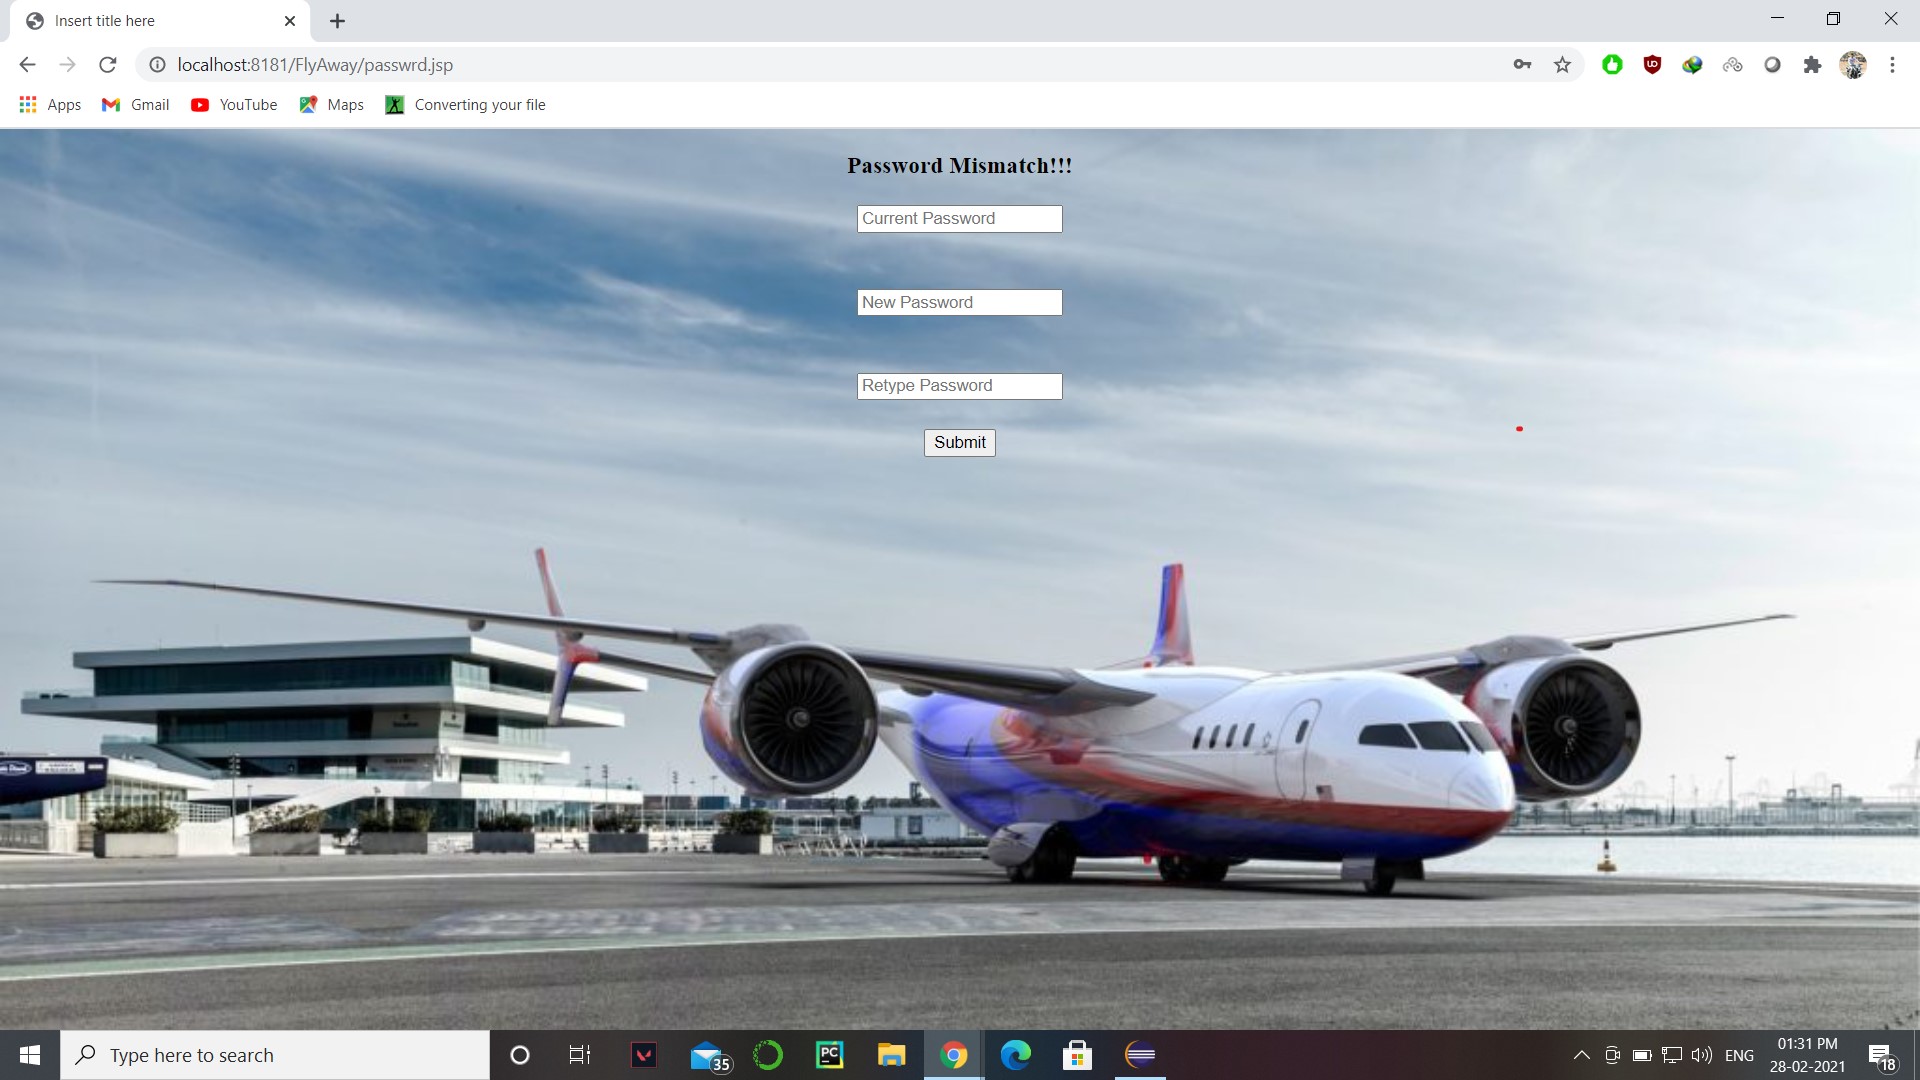 Insert title here
localhost:8181/FlyAway/passwrd.jsp
Apps
Gmail
YouTube
Maps
Converting your file
Password Mismatch!!!
Current Password
New Password
Retype Password
Submit
Type here to search
35
PC
ENG
01:31 PM
28-02-2021
18